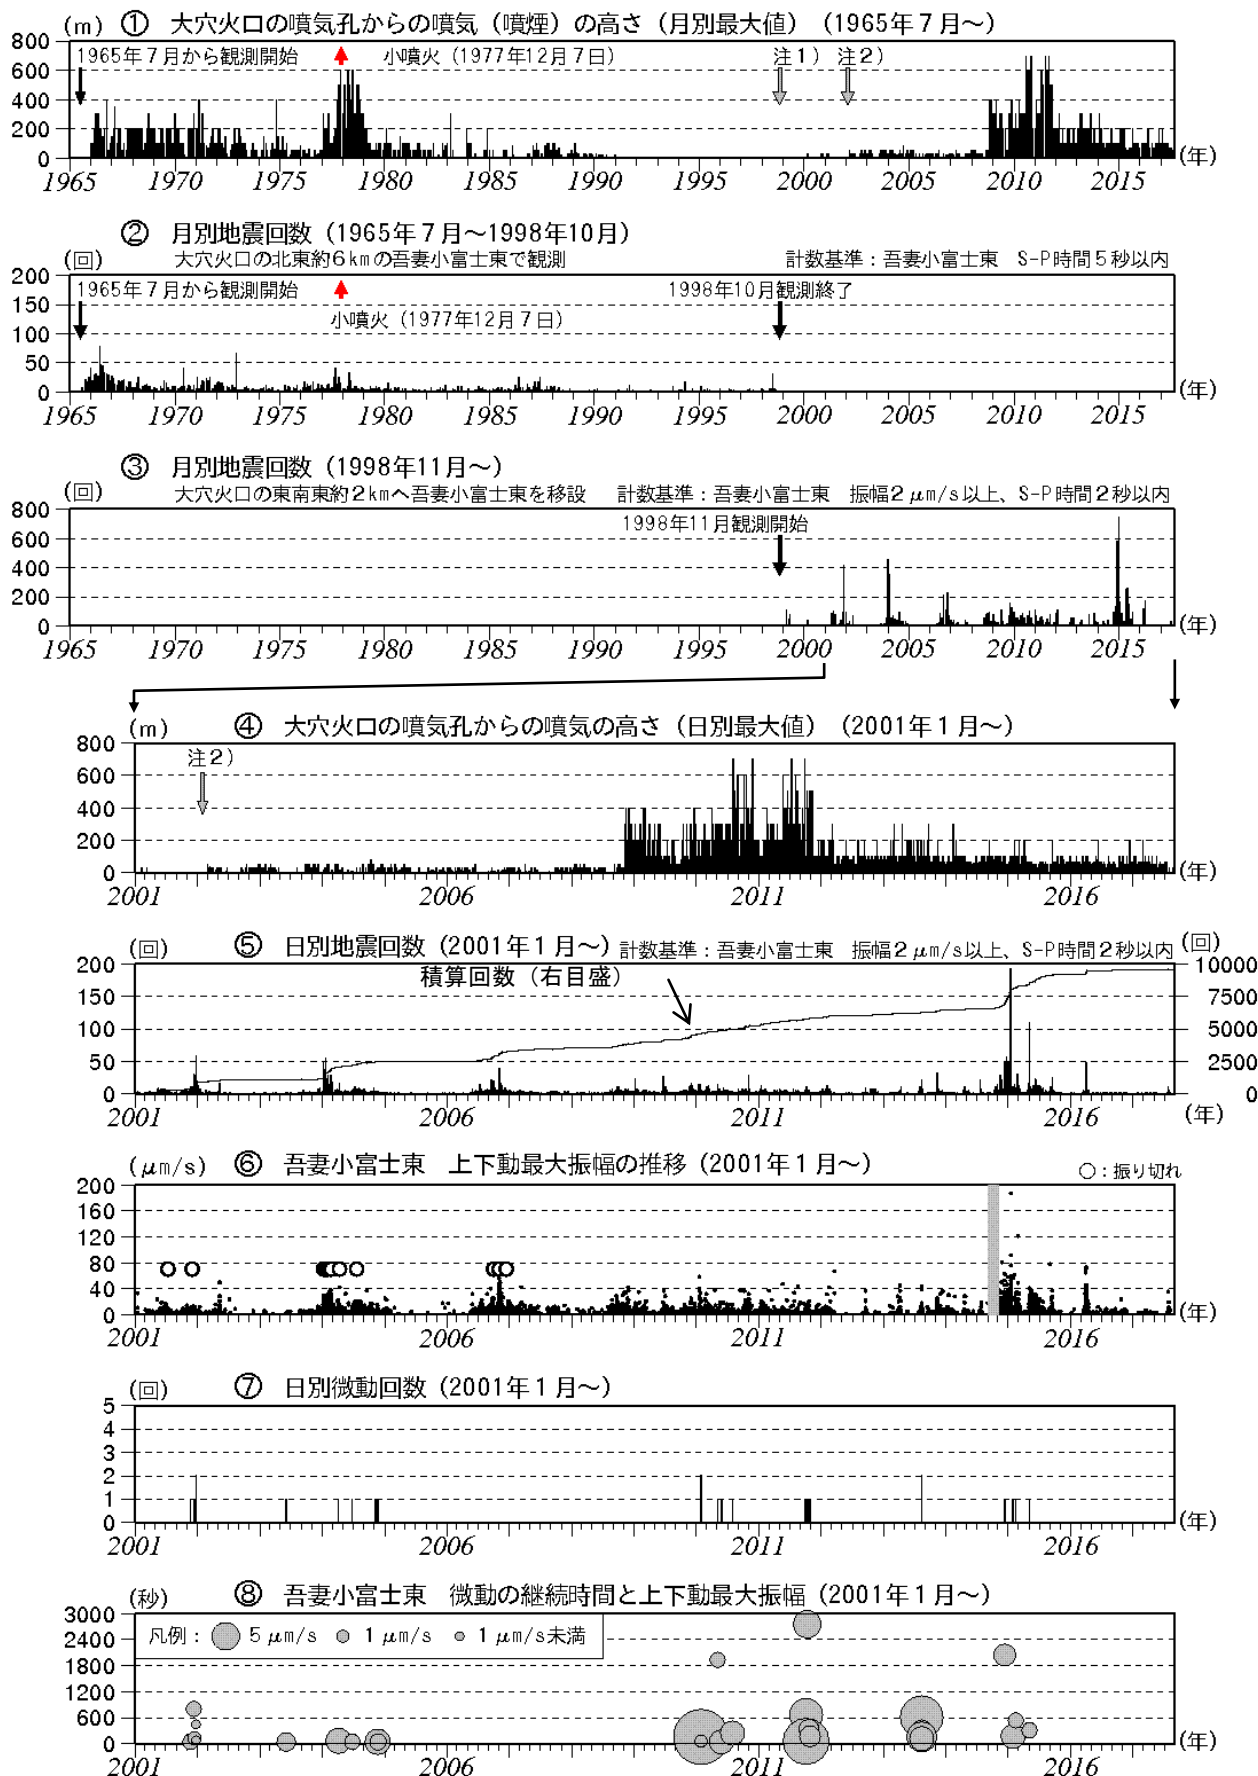 (m) ① 大穴火口の噴気孔からの噴気（噴煙）の高さ（月別最大値）（1965年７月～）
800
600
400
200
0
1965年７月から観測開始 小噴火（1977年12月７日） 注１） 注２）
1965 1970 1975 1980 1985 1990 1995 2000 2005 2010 2015 (年)
② 月別地震回数（1965年７月～1998年10月）
(回) 大穴火口の北東約６kmの吾妻小富士東で観測 計数基準：吾妻小富士東 S-P時間５秒以内
200
150
100
50
0
1965年７月から観測開始 1998年10月観測終了
小噴火（1977年12月７日）
1965 1970 1975 1980 1985 1990 1995 2000 2005 2010 2015 (年)
③ 月別地震回数（1998年11月～）
(回) 大穴火口の東南東約２kmへ吾妻小富士東を移設 計数基準：吾妻小富士東 振幅２μm/s以上、S-P時間２秒以内
800
600
400
200
0
1998年11月観測開始
1965 1970 1975 1980 1985 1990 1995 2000 2005 2010 2015 (年)
(m) ④ 大穴火口の噴気孔からの噴気の高さ（日別最大値）（2001年１月～）
800
600
400
200
0
注２）
2001 2006 2011 2016 (年)
(回) ⑤ 日別地震回数（2001年１月～） 計数基準：吾妻小富士東 振幅２μm/s以上、S-P時間２秒以内 (回)
200 10000
150 7500
100 5000
50 2500
0 0
積算回数（右目盛）
2001 2006 2011 2016 (年)
(μm/s) ⑥ 吾妻小富士東 上下動最大振幅の推移（2001年１月～） ○：振り切れ
200
160
120
80
40
0
2001 2006 2011 2016 (年)
(回) ⑦ 日別微動回数（2001年１月～）
5
4
3
2
1
0
2001 2006 2011 2016 (年)
(秒) ⑧ 吾妻小富士東 微動の継続時間と上下動最大振幅（2001年１月～）
3000
2400
1800
1200
600
0
凡例： 5 μm/s 1 μm/s 1 μm/s未満
2001 2006 2011 2016 (年)